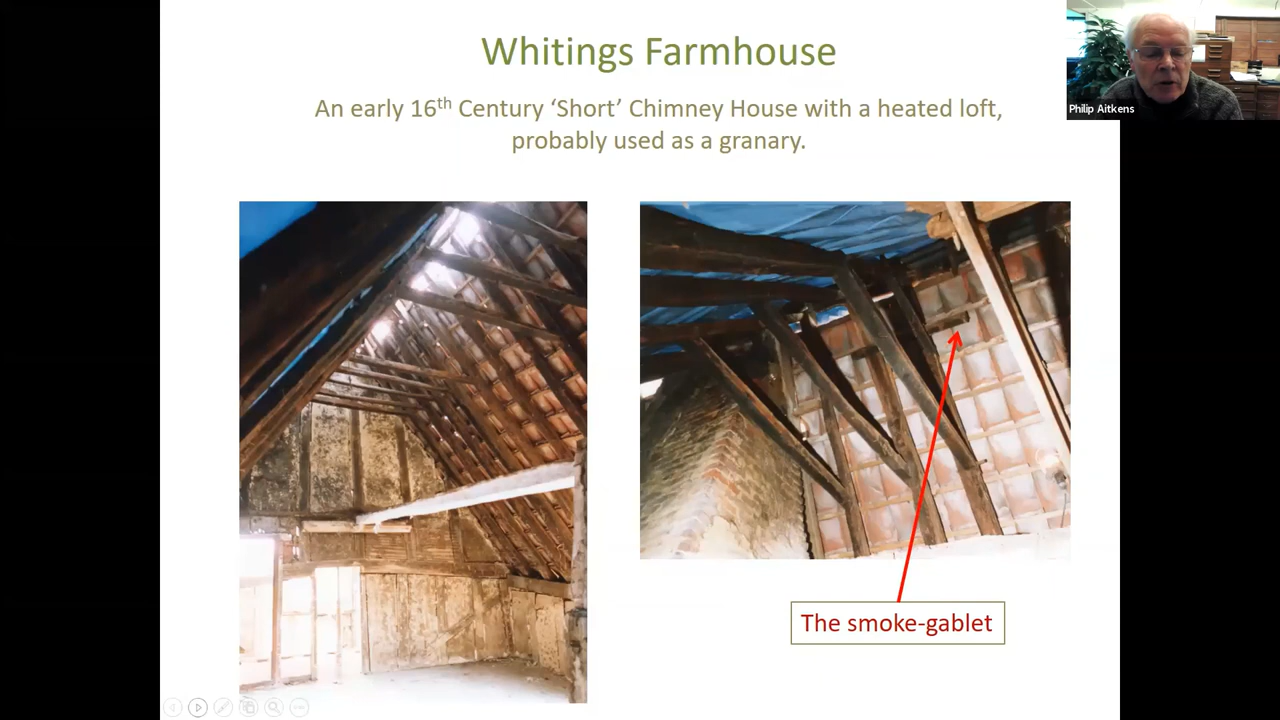 Whitings Farmhouse
An early 16th Century ‘Short’ Chimney House with a heated loft,
probably used as a granary.
Philip Aitkens
The smoke-gablet